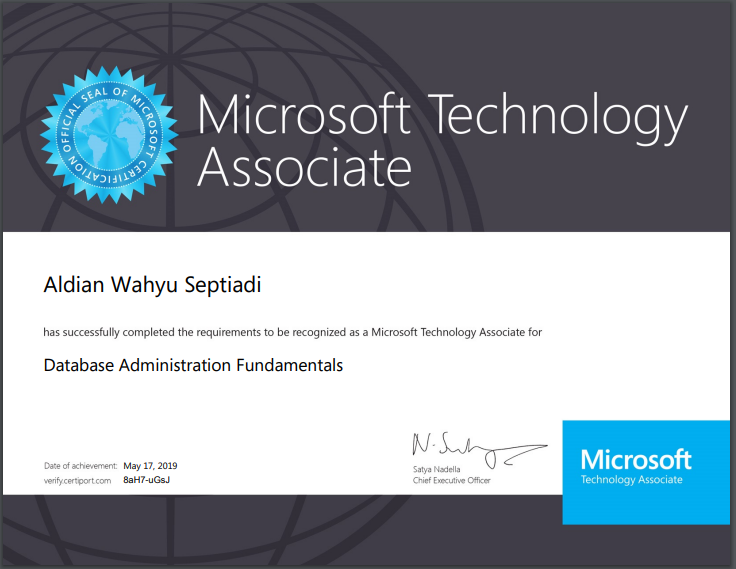 OFFICIAL SEAL OF MICROSOFT CERTIFICATION
Microsoft Technology
Associate
Aldian Wahyu Septiadi
has successfully completed the requirements to be recognized as a Microsoft Technology Associate for
Database Administration Fundamentals
Date of achievement: May 17, 2019
verify.certiport.com 8aH7-uGsJ
N. Satya
Satya Nadella
Chief Executive Officer
Microsoft
Technology Associate